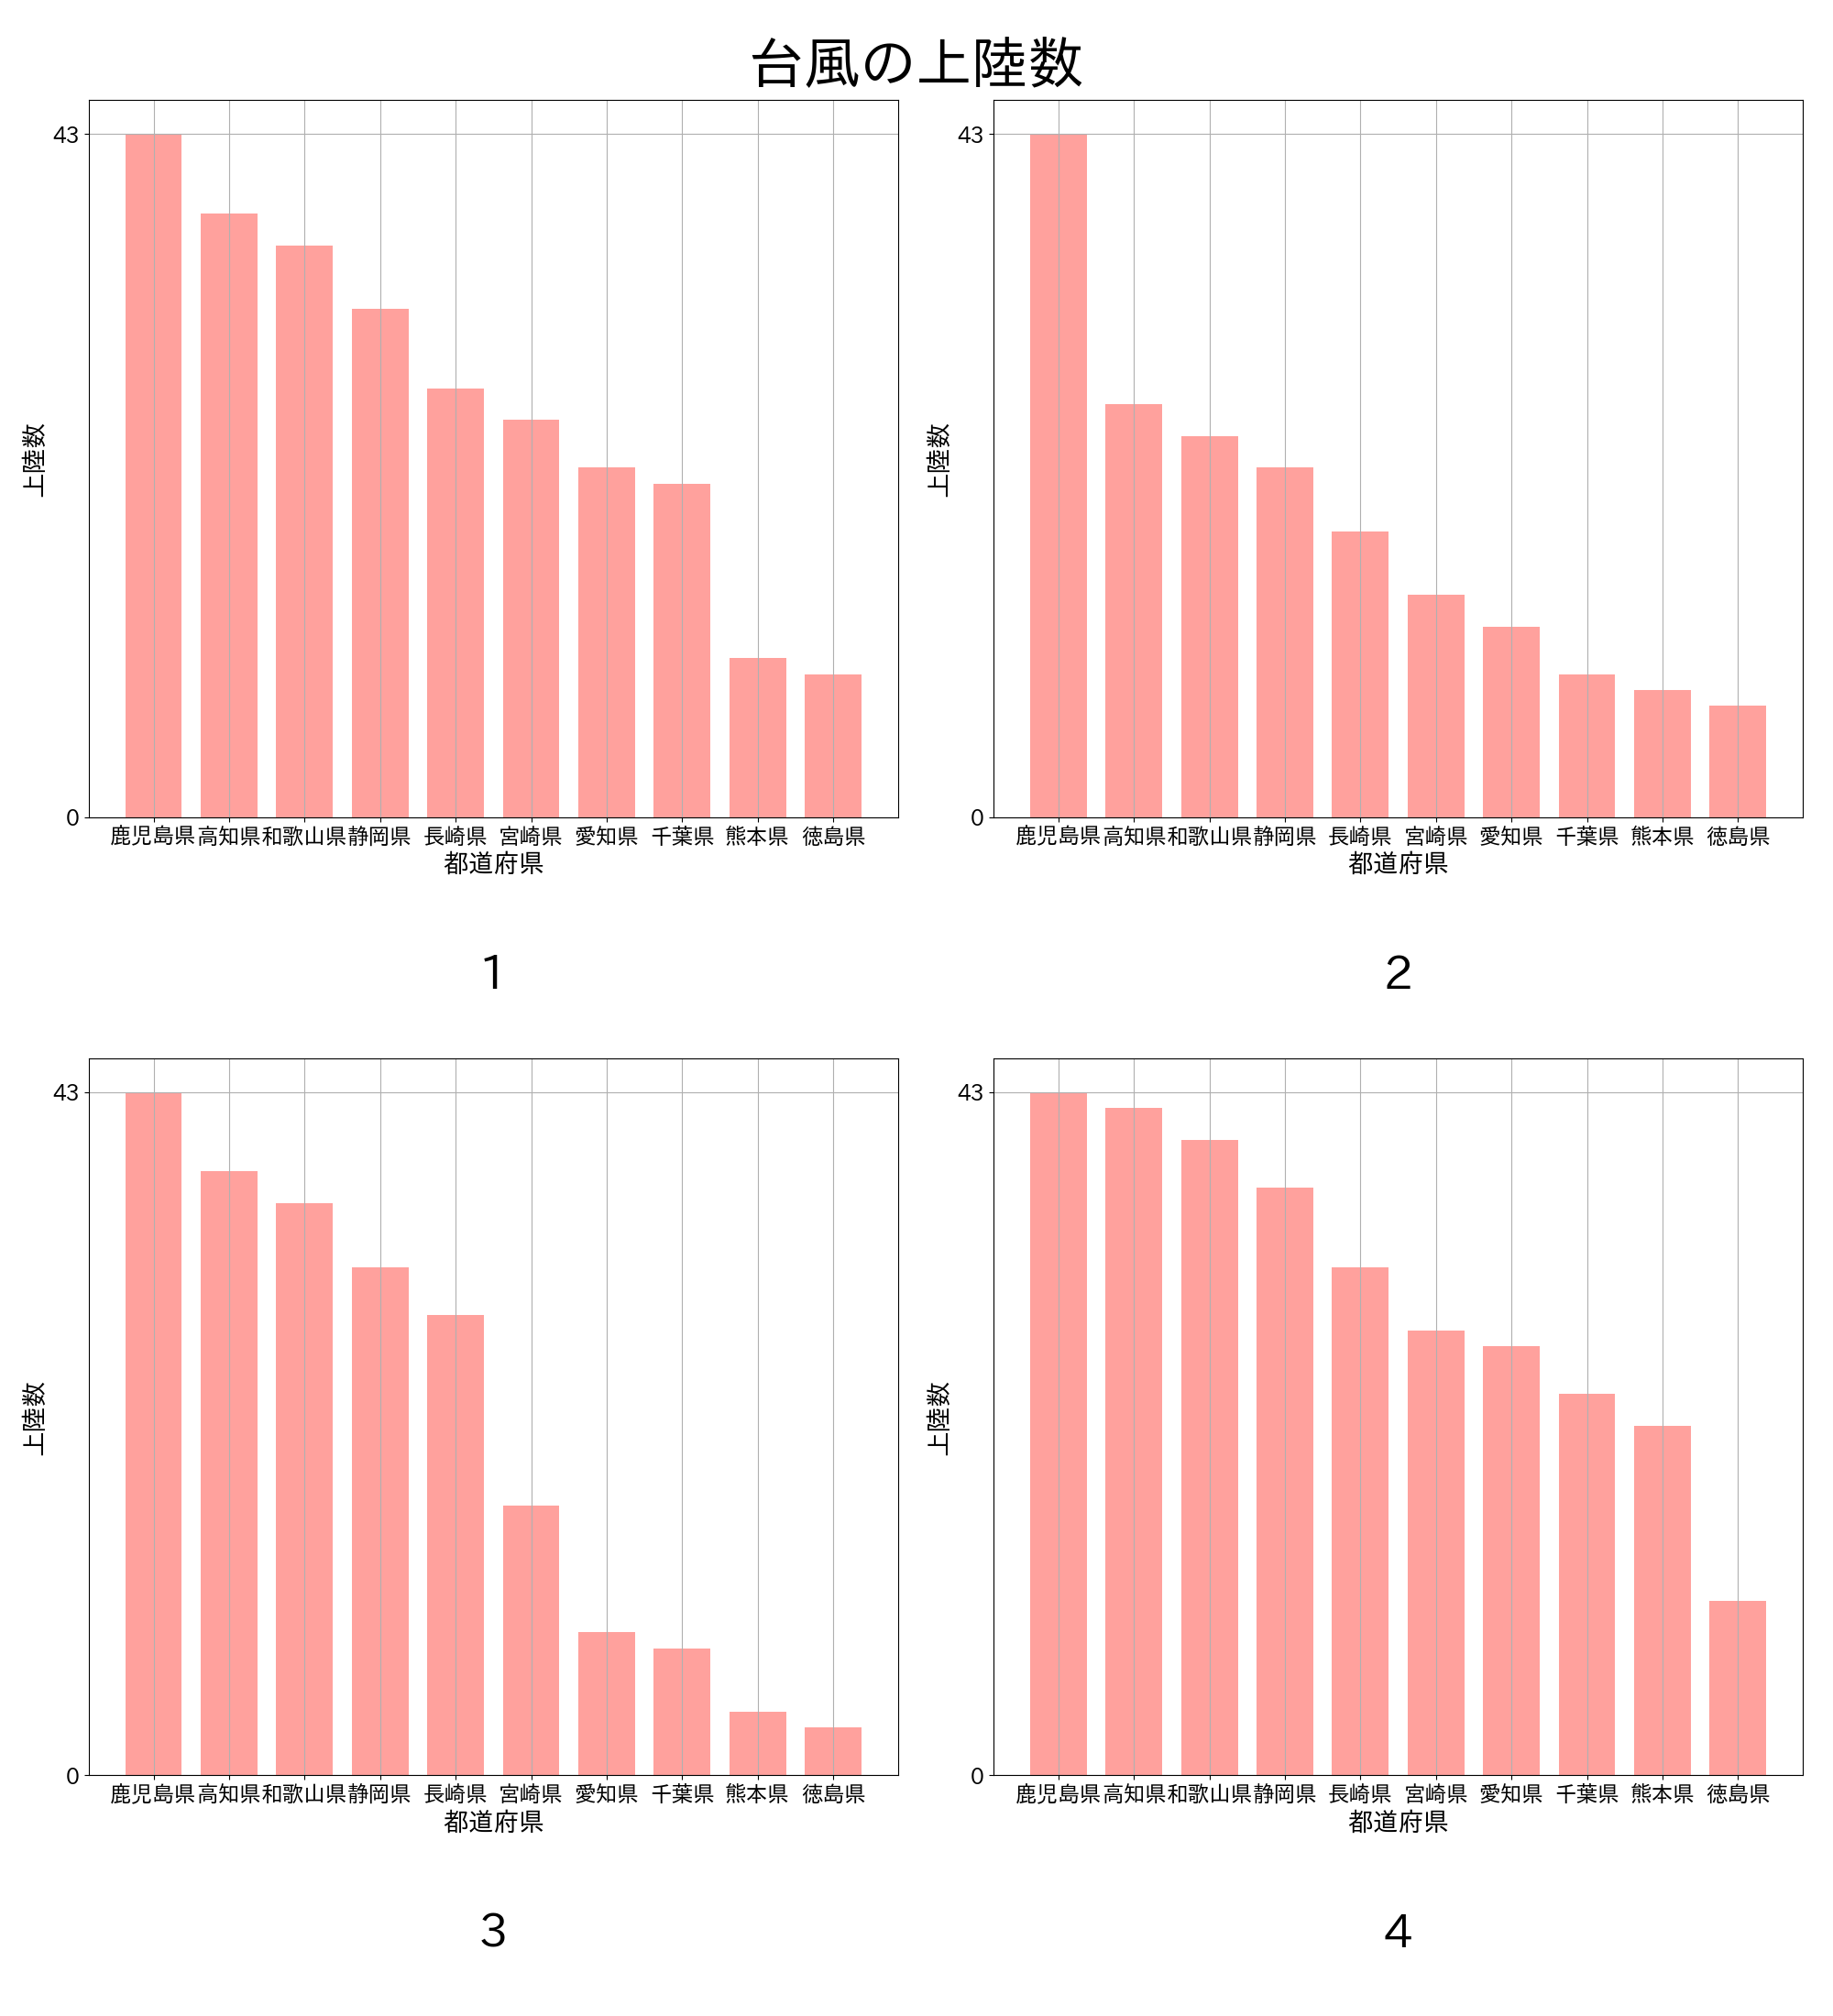 台風の上陸数
43
0
上陸数
鹿児島県 高知県 和歌山県 静岡県 長崎県 宮崎県 愛知県 千葉県 熊本県 徳島県
都道府県
1
43
0
上陸数
鹿児島県 高知県 和歌山県 静岡県 長崎県 宮崎県 愛知県 千葉県 熊本県 徳島県
都道府県
2
43
0
上陸数
鹿児島県 高知県 和歌山県 静岡県 長崎県 宮崎県 愛知県 千葉県 熊本県 徳島県
都道府県
3
43
0
上陸数
鹿児島県 高知県 和歌山県 静岡県 長崎県 宮崎県 愛知県 千葉県 熊本県 徳島県
都道府県
4